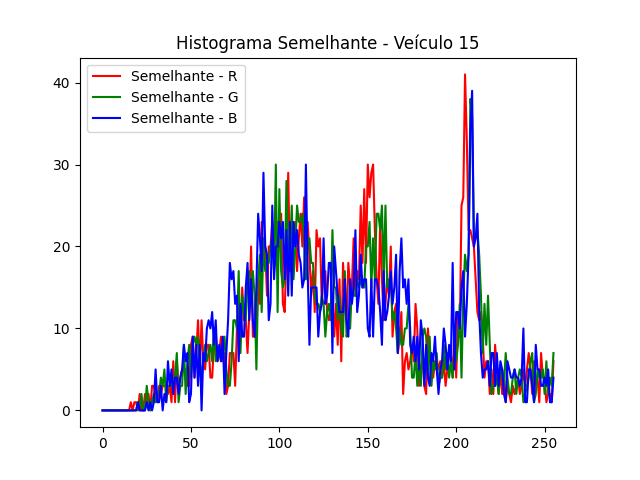 Histograma Semelhante - Veículo 15
Semelhante - R
Semelhante - G
Semelhante - B
40
30
20
10
0
0 50 100 150 200 250